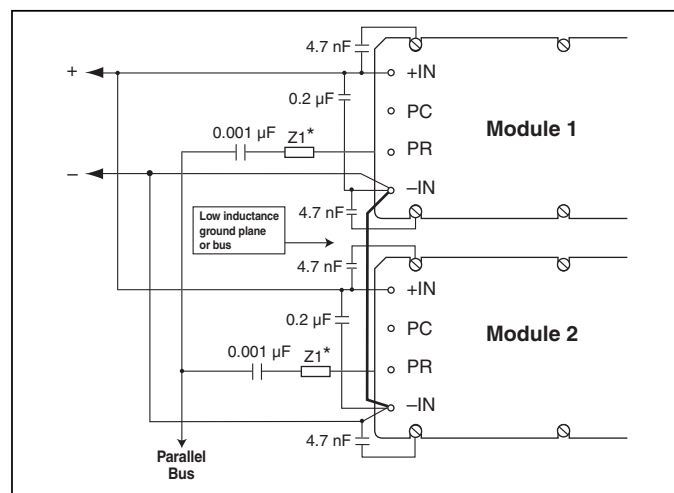 4.7 nF
+
+IN
0.2 µF
PC
Module 1
0.001 µF
Z1*
PR
–
–IN
4.7 nF
Low inductance
ground plane
or bus
4.7 nF
+IN
0.2 µF
PC
Module 2
0.001 µF
Z1*
PR
–IN
4.7 nF
Parallel
Bus